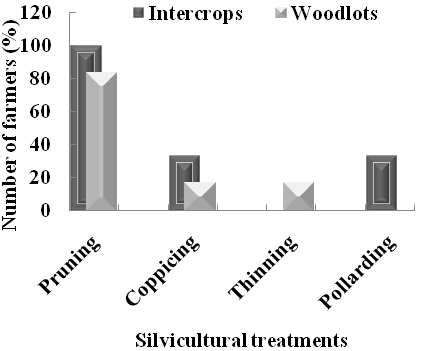 Intercrops Woodlots
Number of farmers (%)
120
100
80
60
40
20
0
Pruning
Coppicing
Thinning
Pollarding
Silvicultural treatments